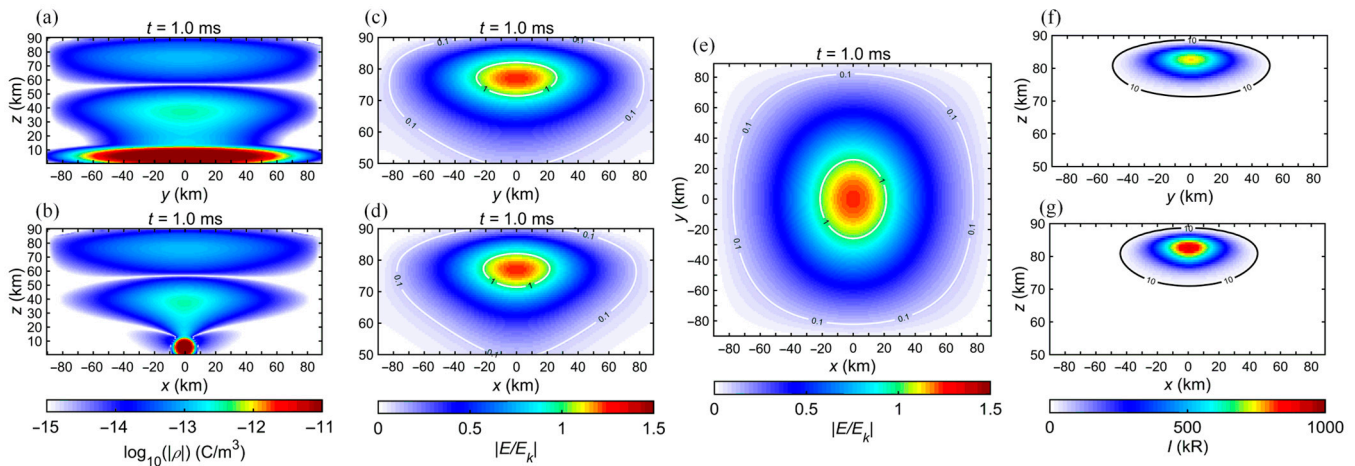 (a)
t = 1.0 ms
z (km)
90
80
70
60
50
40
30
20
10
−80 −60 −40 −20 0 20 40 60 80
y (km)
(b)
t = 1.0 ms
z (km)
90
80
70
60
50
40
30
20
10
−80 −60 −40 −20 0 20 40 60 80
x (km)
−15 −14 −13 −12 −11
log10(|ρ|) (C/m³)
(c)
t = 1.0 ms
90
80
70
60
50
0.1 0.1
1 1
0.1 0.1
−80 −60 −40 −20 0 20 40 60 80
y (km)
(d)
t = 1.0 ms
90
80
70
60
50
0.1
1 1
0.1 0.1
0.1
−80 −60 −40 −20 0 20 40 60 80
x (km)
0 0.5 1 1.5
|E/Ek|
(e)
t = 1.0 ms
y (km)
80
60
40
20
0
−20
−40
−60
−80
0.1 0.1
1
1
0.1 0.1
−80 −60 −40 −20 0 20 40 60 80
x (km)
0 0.5 1 1.5
|E/Ek|
(f)
z (km)
90
80
70
60
50
10
10 10
−80 −60 −40 −20 0 20 40 60 80
y (km)
(g)
z (km)
90
80
70
60
50
10
10 10
−80 −60 −40 −20 0 20 40 60 80
x (km)
0 500 1000
I (kR)